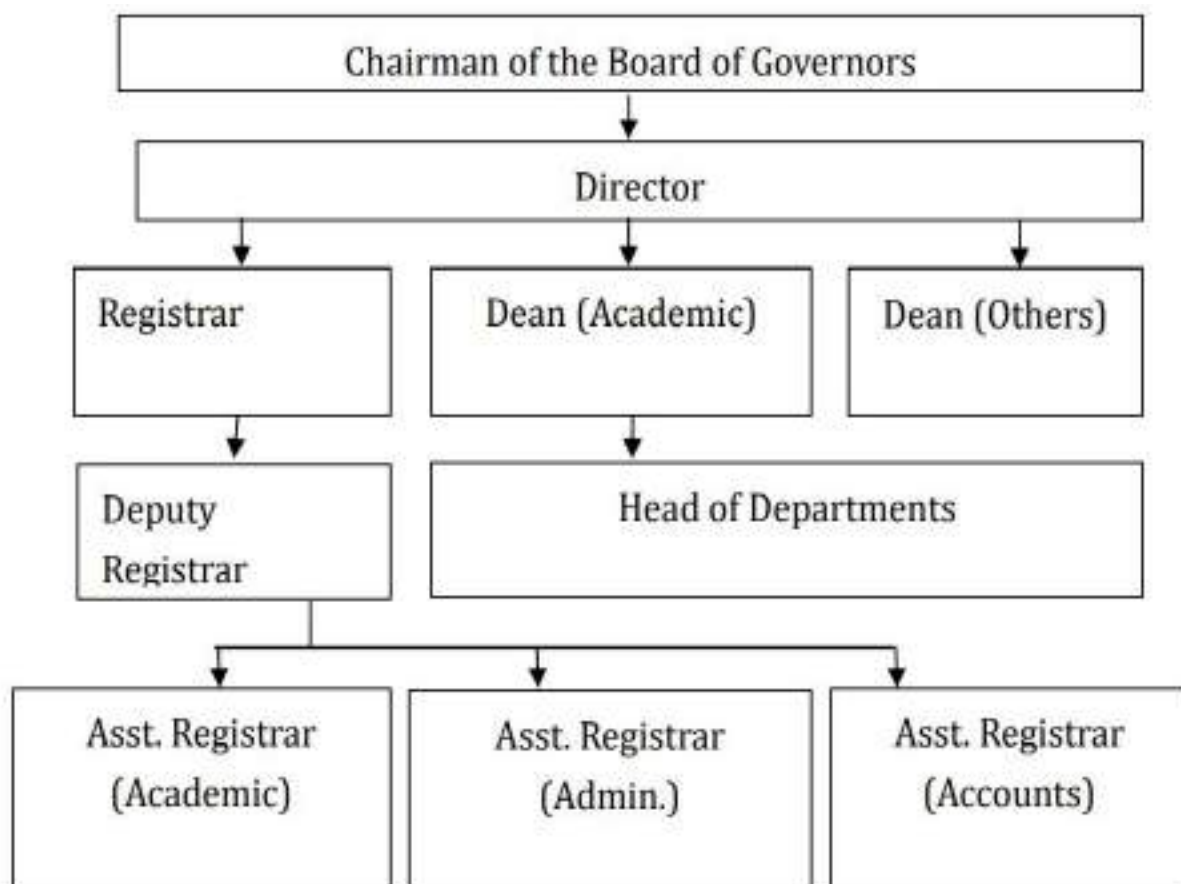 Chairman of the Board of Governors
Director
Registrar
Dean (Academic)
Dean (Others)
Deputy
Registrar
Head of Departments
Asst. Registrar
(Academic)
Asst. Registrar
(Admin.)
Asst. Registrar
(Accounts)